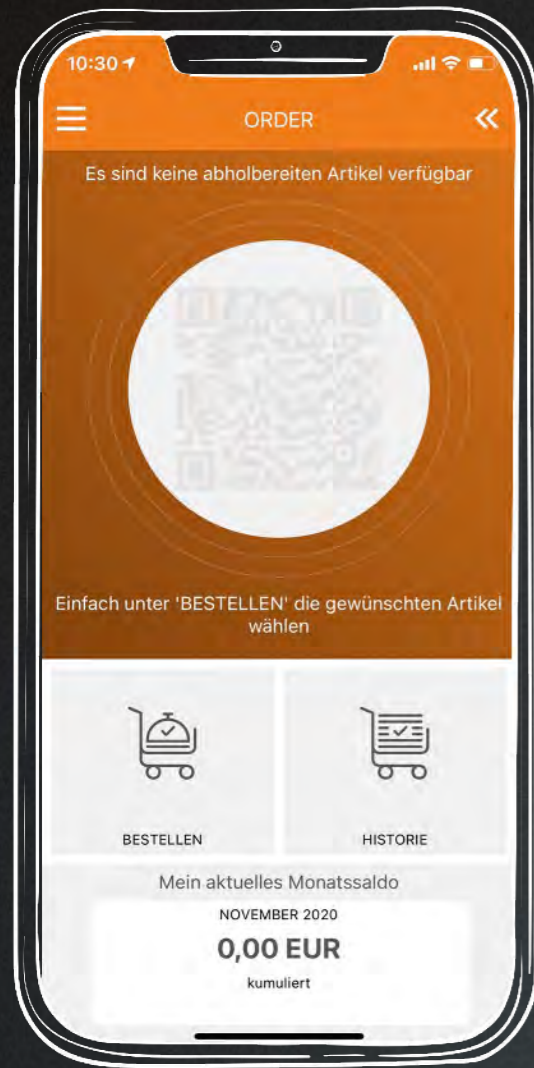 10:30
ORDER
Es sind keine abholbereiten Artikel verfügbar
Einfach unter 'BESTELLEN' die gewünschten Artikel
wählen
BESTELLEN
HISTORIE
Mein aktuelles Monatssaldo
NOVEMBER 2020
0,00 EUR
kumuliert